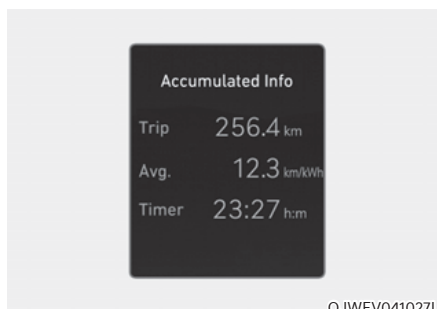 Accumulated Info
Trip 256.4 km
Avg. 12.3 km/kWh
Timer 23:27 h:m